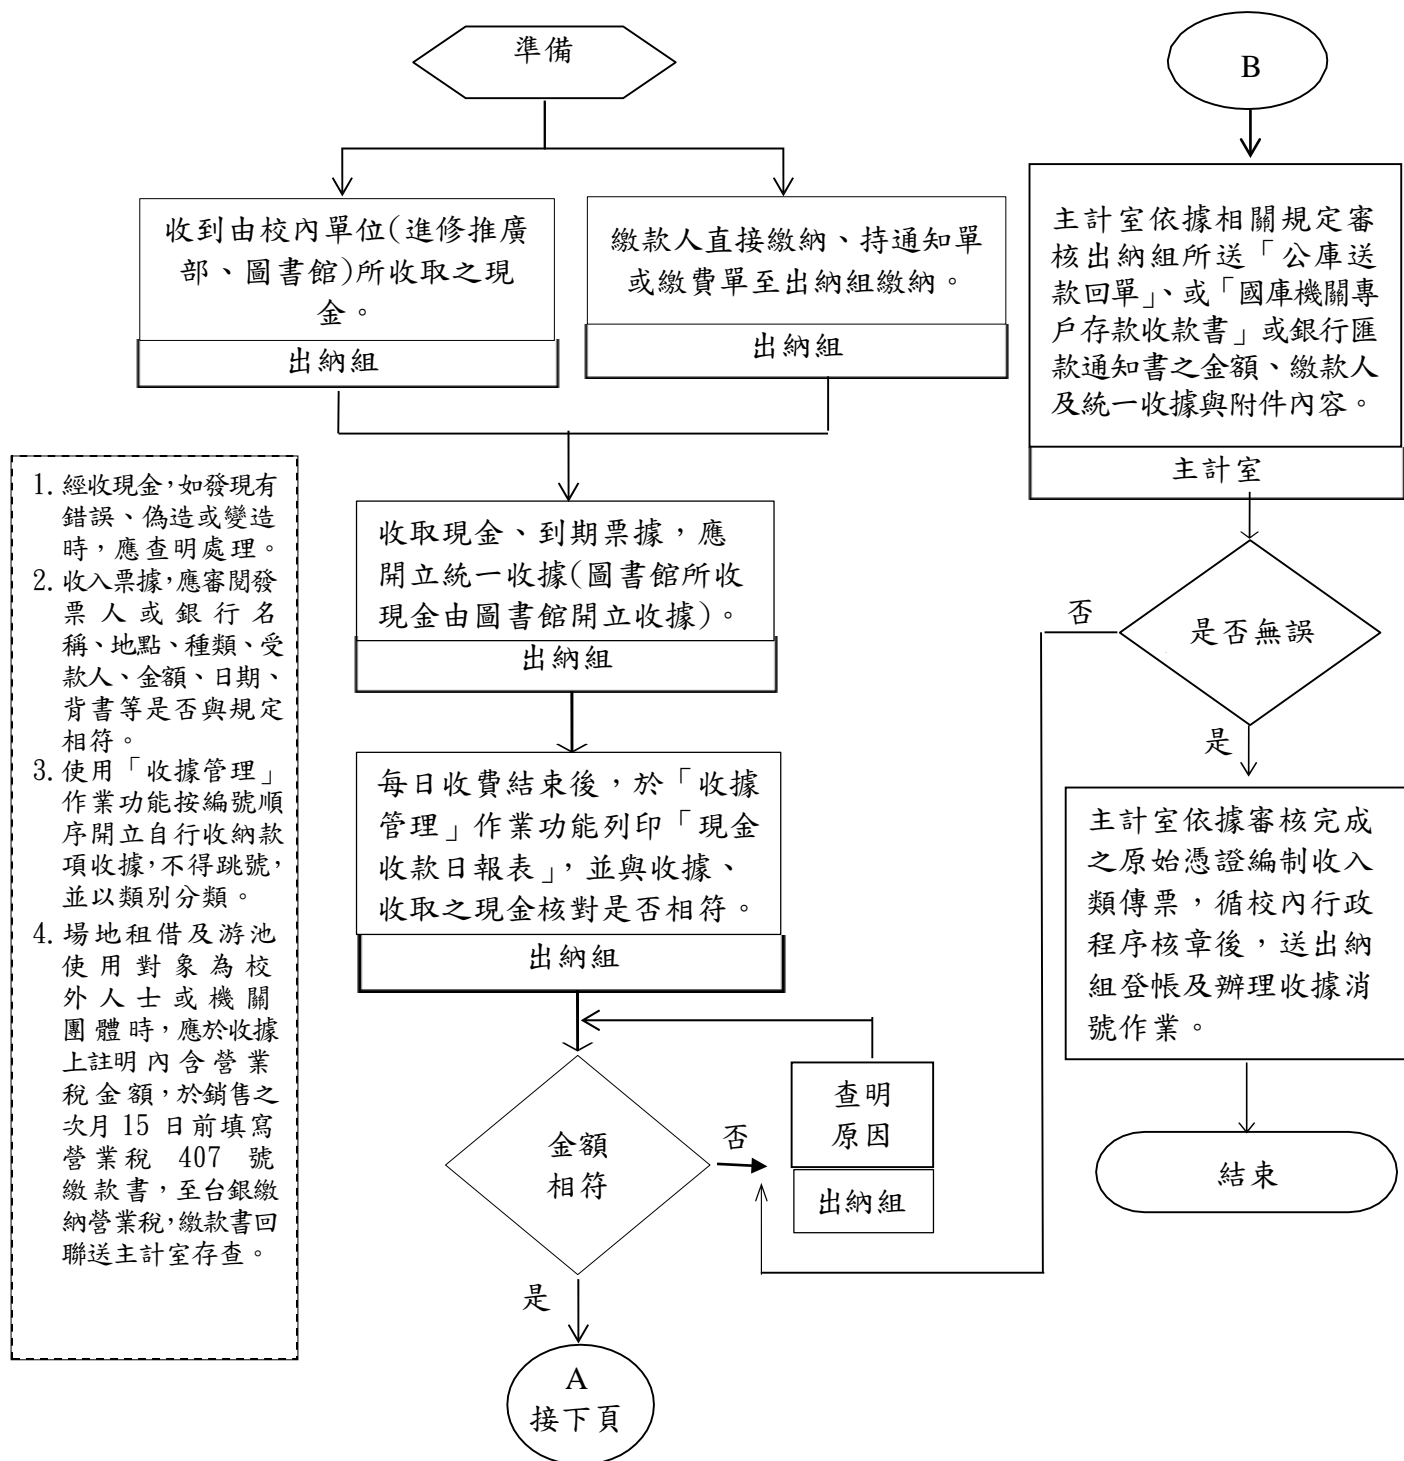 準備
收到由校內單位(進修推廣
部、圖書館)所收取之現
金。
出納組
繳款人直接繳納、持通知單
或繳費單至出納組繳納。
出納組
1. 經收現金,如發現有
錯誤、偽造或變造
時,應查明處理。
2. 收入票據,應審閱發
票人或銀行名
稱、地點、種類、受
款人、金額、日期、
背書等是否與規定
相符。
3. 使用「收據管理」
作業功能按編號順
序開立自行收納款
項收據,不得跳號,
並以類別分類。
4. 場地租借及游池
使用對象為校
外人士或機關
團體時,應於收據
上註明內含營業
稅金額,於銷售之
次月 15 日前填寫
營業稅 407 號
繳款書,至台銀繳
納營業稅,繳款書回
聯送主計室存查。
收取現金、到期票據,應
開立統一收據(圖書館所收
現金由圖書館開立收據)。
出納組
每日收費結束後,於「收據
管理」作業功能列印「現金
收款日報表」,並與收據、
收取之現金核對是否相符。
出納組
金額
相符
否
查明
原因
出納組
是
A
接下頁
B
主計室依據相關規定審
核出納組所送「公庫送
款回單」、或「國庫機關專
戶存款收款書」或銀行匯
款通知書之金額、繳款人
及統一收據與附件內容。
主計室
否
是否無誤
是
主計室依據審核完成
之原始憑證編制收入
類傳票,循校內行政
程序核章後,送出納
組登帳及辦理收據消
號作業。
結束